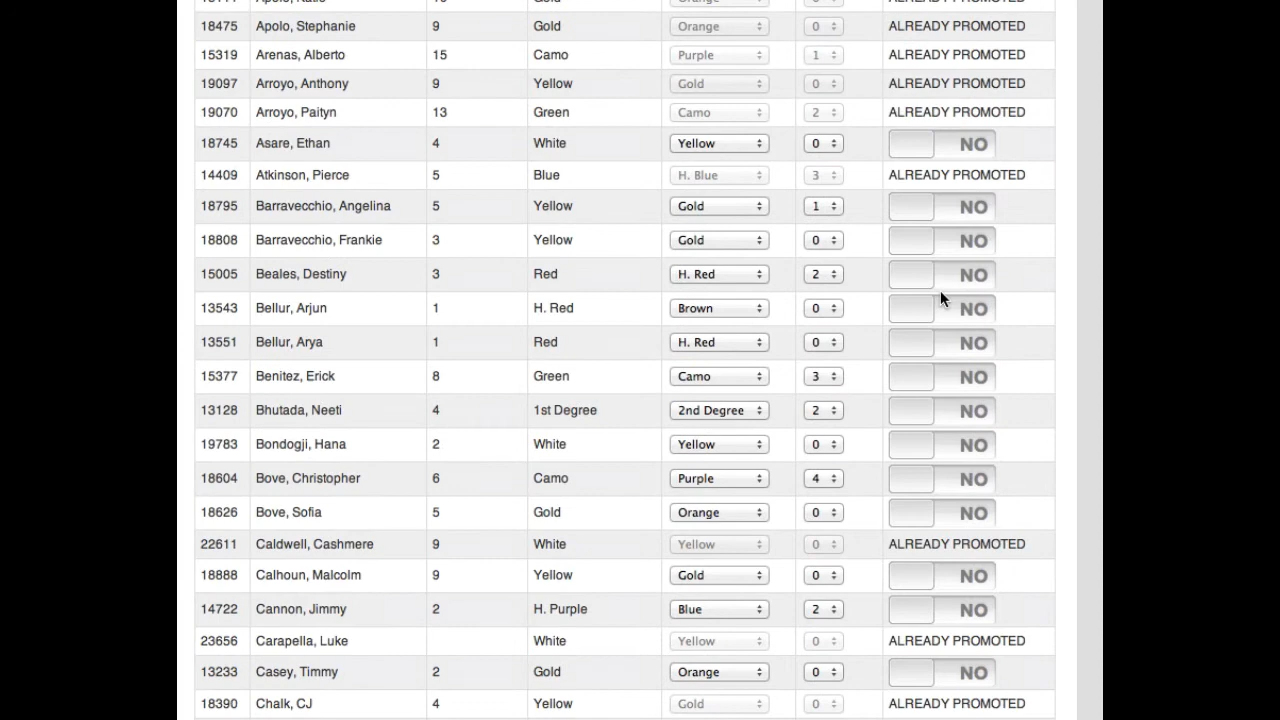 18475 Apolo, Stephanie 9 Gold Orange 0 ALREADY PROMOTED
15319 Arenas, Alberto 15 Camo Purple 1 ALREADY PROMOTED
19097 Arroyo, Anthony 9 Yellow Gold 0 ALREADY PROMOTED
19070 Arroyo, Paityn 13 Green Camo 2 ALREADY PROMOTED
18745 Asare, Ethan 4 White Yellow 0 NO
14409 Atkinson, Pierce 5 Blue H. Blue 3 ALREADY PROMOTED
18795 Barravecchio, Angelina 5 Yellow Gold 1 NO
18808 Barravecchio, Frankie 3 Yellow Gold 0 NO
15005 Beales, Destiny 3 Red H. Red 2 NO
13543 Bellur, Arjun 1 H. Red Brown 0 NO
13551 Bellur, Arya 1 Red H. Red 0 NO
15377 Benitez, Erick 8 Green Camo 3 NO
13128 Bhutada, Neeti 4 1st Degree 2nd Degree 2 NO
19783 Bondogji, Hana 2 White Yellow 0 NO
18604 Bove, Christopher 6 Camo Purple 4 NO
18626 Bove, Sofia 5 Gold Orange 0 NO
22611 Caldwell, Cashmere 9 White Yellow 0 ALREADY PROMOTED
18888 Calhoun, Malcolm 9 Yellow Gold 0 NO
14722 Cannon, Jimmy 2 H. Purple Blue 2 NO
23656 Carapella, Luke White Yellow 0 ALREADY PROMOTED
13233 Casey, Timmy 2 Gold Orange 0 NO
18390 Chalk, CJ 4 Yellow Gold 0 ALREADY PROMOTED